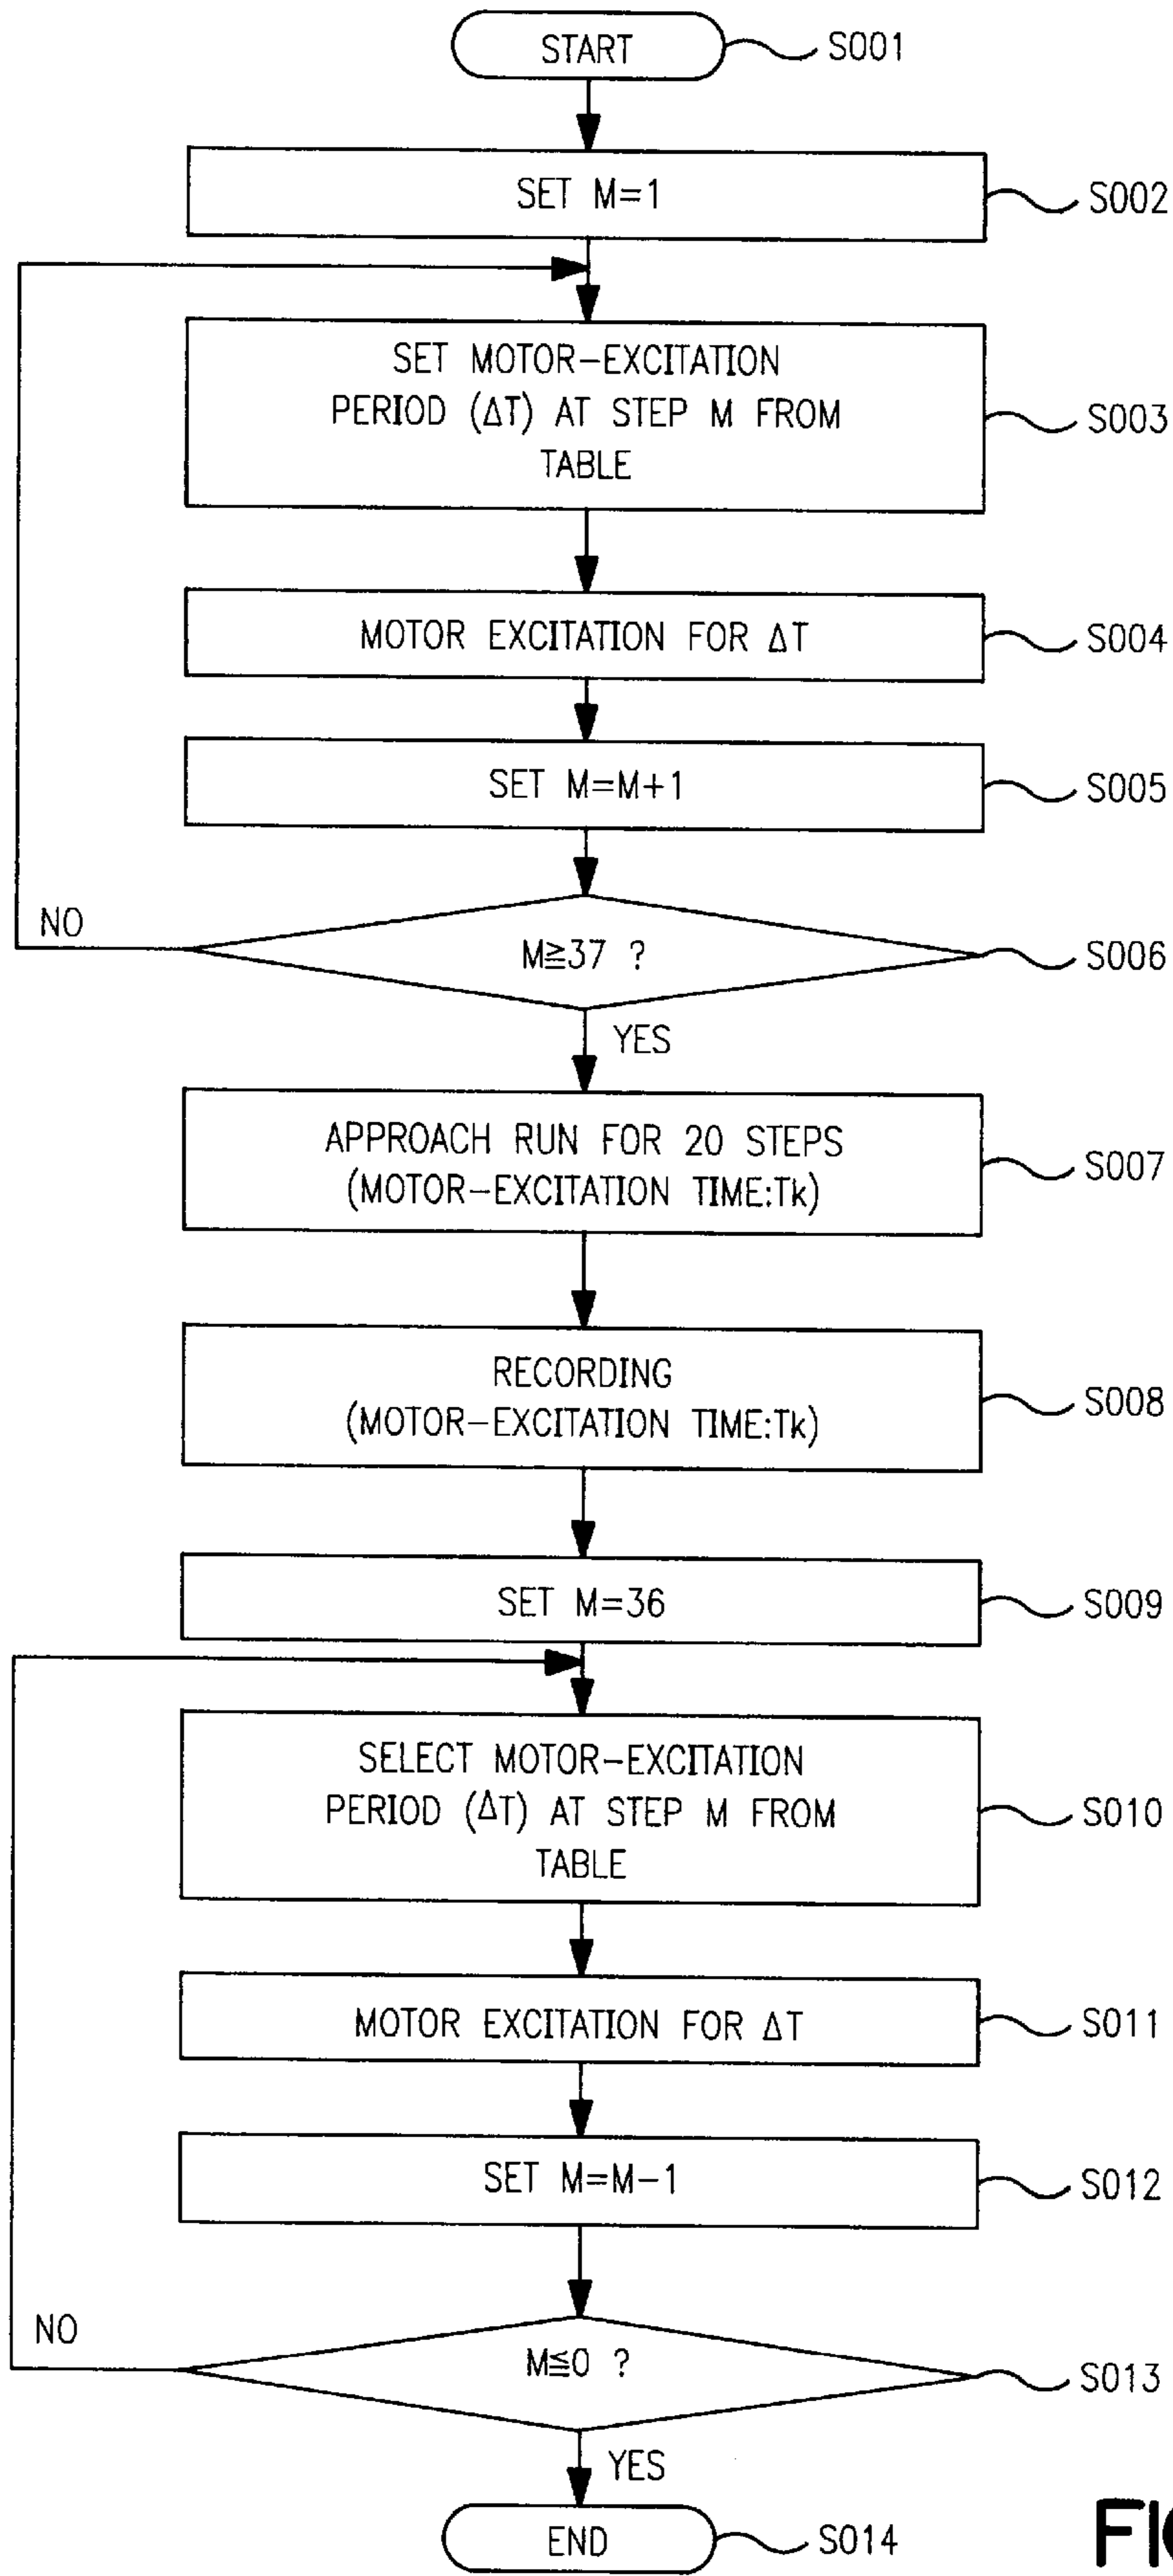 START
S001
SET M=1
S002
SET MOTOR-EXCITATION
PERIOD (ΔT) AT STEP M FROM
TABLE
S003
MOTOR EXCITATION FOR ΔT
S004
SET M=M+1
S005
NO
M≧37 ?
S006
YES
APPROACH RUN FOR 20 STEPS
(MOTOR-EXCITATION TIME:Tk)
S007
RECORDING
(MOTOR-EXCITATION TIME:Tk)
S008
SET M=36
S009
SELECT MOTOR-EXCITATION
PERIOD (ΔT) AT STEP M FROM
TABLE
S010
MOTOR EXCITATION FOR ΔT
S011
SET M=M-1
S012
NO
M≦0 ?
S013
YES
END
S014